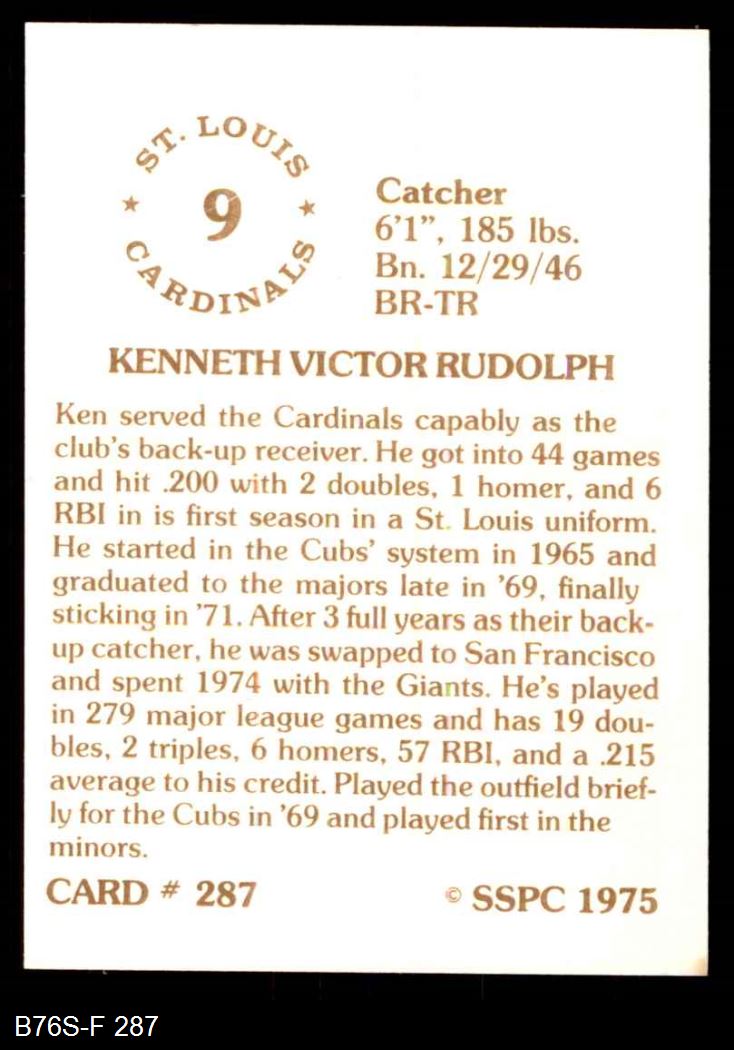 ST. LOUIS
★ 9 ★
CARDINALS
Catcher
6'1”, 185 lbs.
Bn. 12/29/46
BR-TR
KENNETH VICTOR RUDOLPH
Ken served the Cardinals capably as the
club's back-up receiver. He got into 44 games
and hit .200 with 2 doubles, 1 homer, and 6
RBI in is first season in a St. Louis uniform.
He started in the Cubs' system in 1965 and
graduated to the majors late in '69, finally
sticking in '71. After 3 full years as their back-
up catcher, he was swapped to San Francisco
and spent 1974 with the Giants. He's played
in 279 major league games and has 19 dou-
bles, 2 triples, 6 homers, 57 RBI, and a .215
average to his credit. Played the outfield brief-
ly for the Cubs in '69 and played first in the
minors.
CARD # 287
© SSPC 1975
B76S-F 287